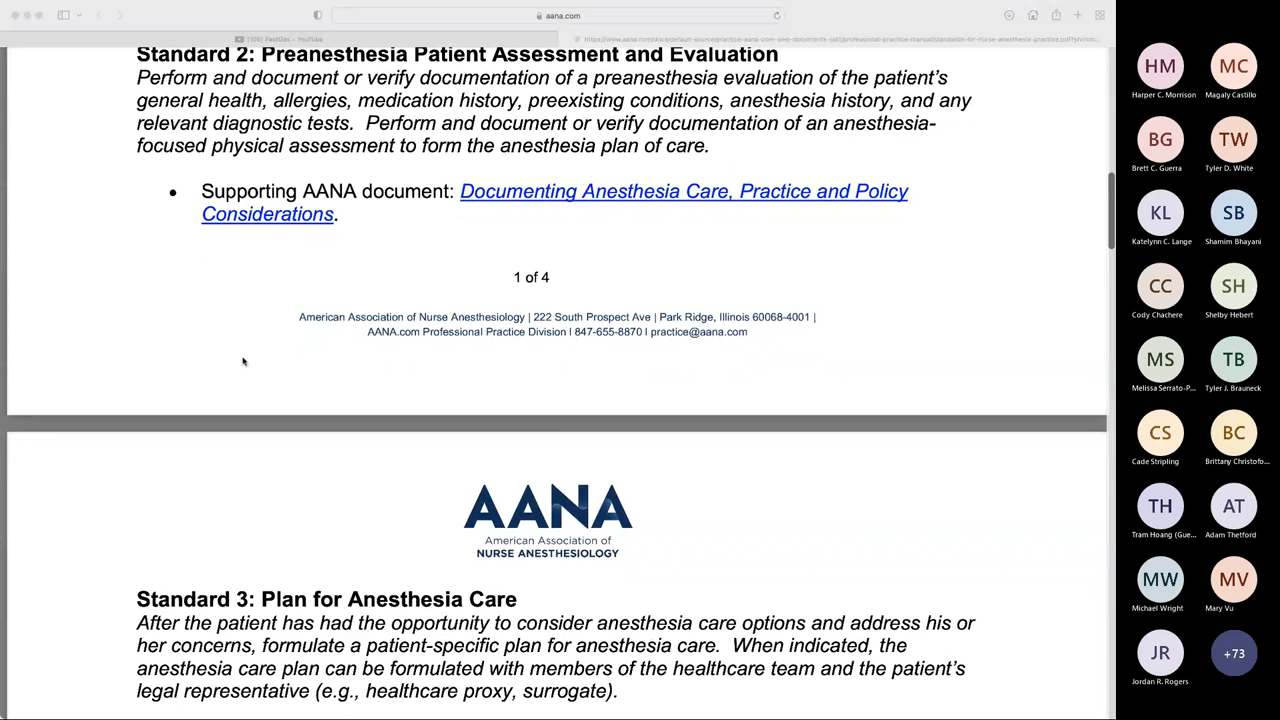 aana.com
(105) FastGas - YouTube
Standard 2: Preanesthesia Patient Assessment and Evaluation
Perform and document or verify documentation of a preanesthesia evaluation of the patient's
general health, allergies, medication history, preexisting conditions, anesthesia history, and any
relevant diagnostic tests.  Perform and document or verify documentation of an anesthesia-
focused physical assessment to form the anesthesia plan of care.
• Supporting AANA document: Documenting Anesthesia Care, Practice and Policy
Considerations.
1 of 4
American Association of Nurse Anesthesiology | 222 South Prospect Ave | Park Ridge, Illinois 60068-4001 |
AANA.com Professional Practice Division I 847-655-8870 I practice@aana.com
AANA
American Association of
NURSE ANESTHESIOLOGY
Standard 3: Plan for Anesthesia Care
After the patient has had the opportunity to consider anesthesia care options and address his or
her concerns, formulate a patient-specific plan for anesthesia care.  When indicated, the
anesthesia care plan can be formulated with members of the healthcare team and the patient's
legal representative (e.g., healthcare proxy, surrogate).
HM MC
Harper C. Morrison Magaly Castillo
BG TW
Brett C. Guerra Tyler D. White
KL SB
Katelynn C. Lange Shamim Bhayani
CC SH
Cody Chachere Shelby Hebert
MS TB
Melissa Serrato-P... Tyler J. Brauneck
CS BC
Cade Stripling Brittany Christofo...
TH AT
Tram Hoang (Gue... Adam Thetford
MW MV
Michael Wright Mary Vu
JR +73
Jordan R. Rogers